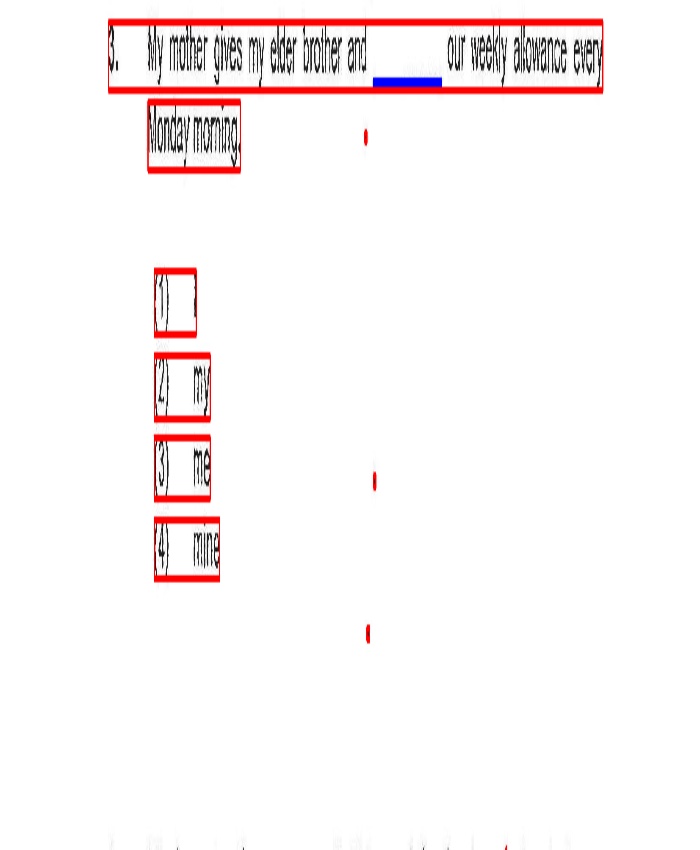 3. My mother gives my elder brother and ______ our weekly allowance every
Monday morning.
(1) I
(2) my
(3) me
(4) mine